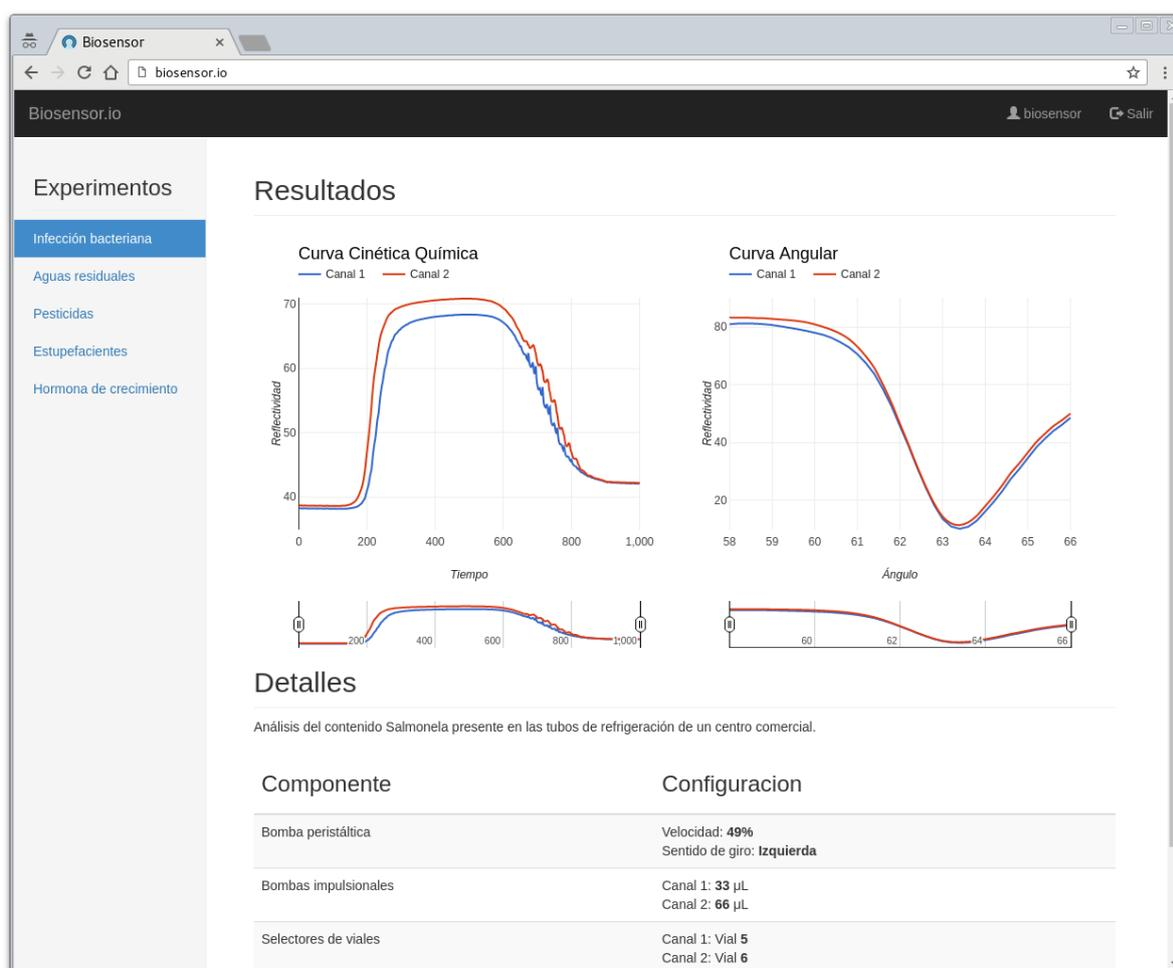 Biosensor
biosensor.io
Biosensor.io
biosensor
Salir
Experimentos
Infección bacteriana
Aguas residuales
Pesticidas
Estupefacientes
Hormona de crecimiento
Resultados
Curva Cinética Química
Canal 1 Canal 2
70
60
50
40
Reflectividad
0 200 400 600 800 1,000
Tiempo
200 400 600 800 1,000
Curva Angular
Canal 1 Canal 2
80
60
40
20
Reflectividad
58 59 60 61 62 63 64 65 66
Ángulo
60 62 64 66
Detalles
Análisis del contenido Salmonela presente en las tubos de refrigeración de un centro comercial.
Componente Configuracion
Bomba peristáltica Velocidad: 49%
Sentido de giro: Izquierda
Bombas impulsionales Canal 1: 33 μL
Canal 2: 66 μL
Selectores de viales Canal 1: Vial 5
Canal 2: Vial 6